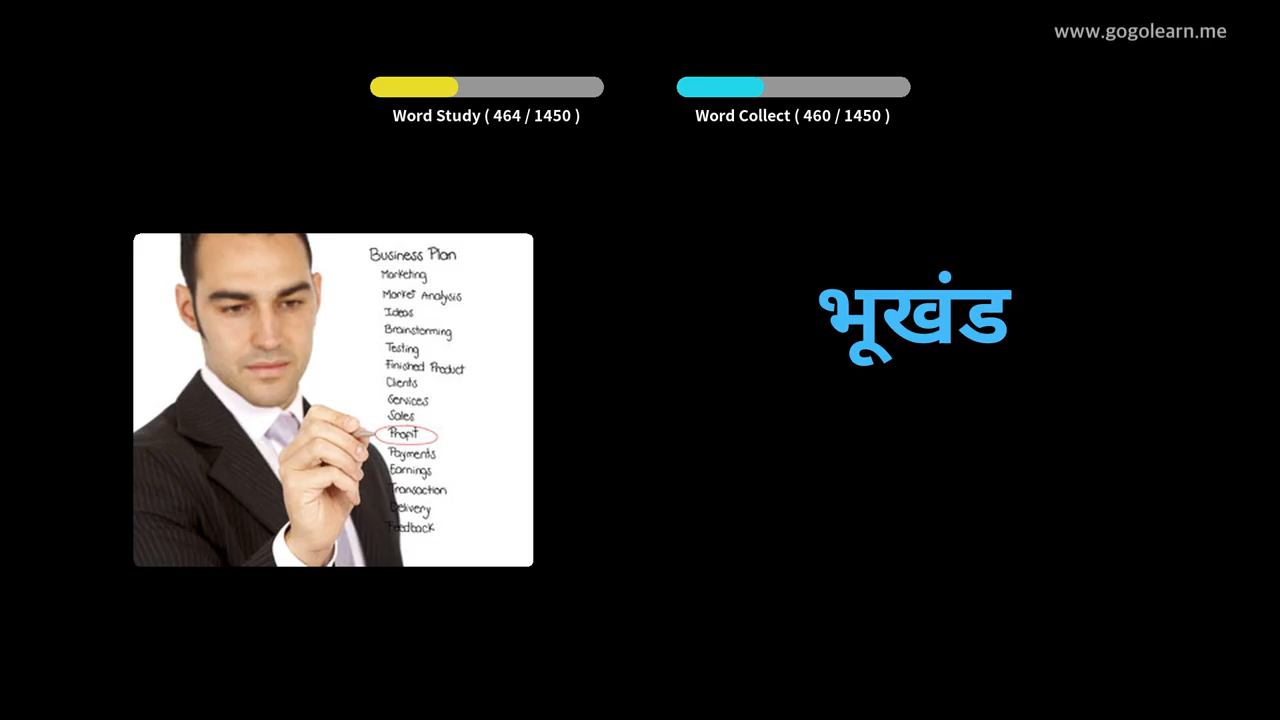 www.gogolearn.me
Word Study ( 464 / 1450 )
Word Collect ( 460 / 1450 )
Business Plan
Marketing
Market Analysis
Ideas
Brainstorming
Testing
Finished Product
Clients
Services
Sales
Profit
Payments
Earnings
Transaction
Delivery
Feedback
भूखंड